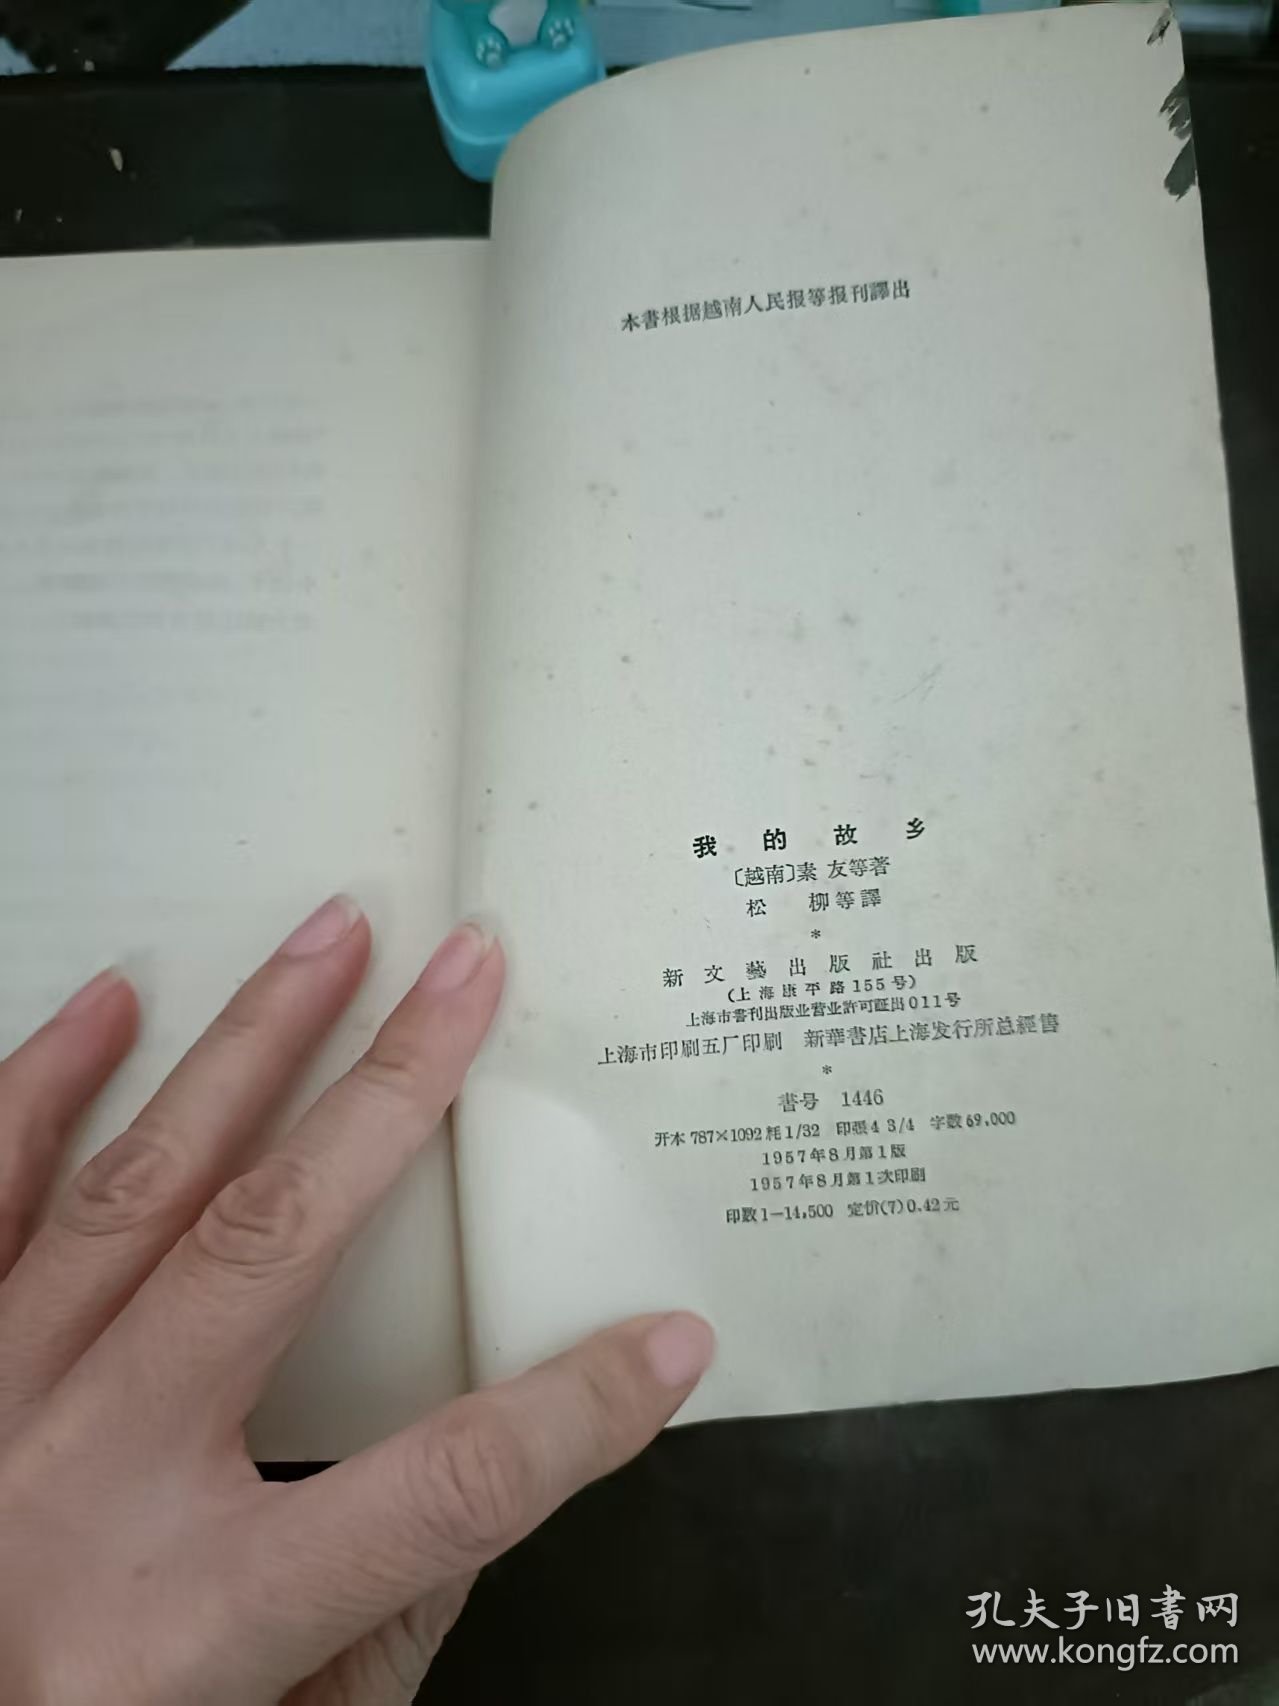 本書根据越南人民报等报刊譯出
我的故乡
〔越南〕素 友等著
松 柳等譯
*
新文藝出版社出版
(上海康平路155号)
上海市書刊出版业营业許可証出011号
上海市印刷五厂印刷 新華書店上海发行所总經售
*
書号 1446
开本 787×1092 耗 1/32 印張 4 3/4 字数 69,000
1957年8月第1版
1957年8月第1次印刷
印数 1—14,500 定价(7)0.42元
孔夫子旧書网
www.kongfz.com